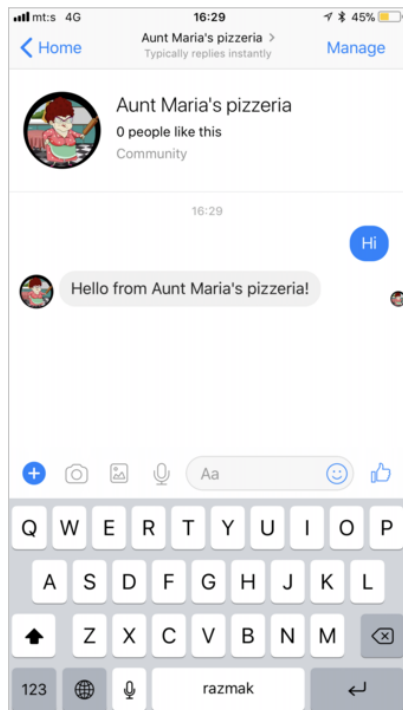 mt:s 4G 16:29 45%
Home Aunt Maria's pizzeria Manage
Typically replies instantly
Aunt Maria's pizzeria
0 people like this
Community
16:29
Hi
Hello from Aunt Maria's pizzeria!
Aa
Q W E R T Y U I O P
A S D F G H J K L
Z X C V B N M
123 razmak